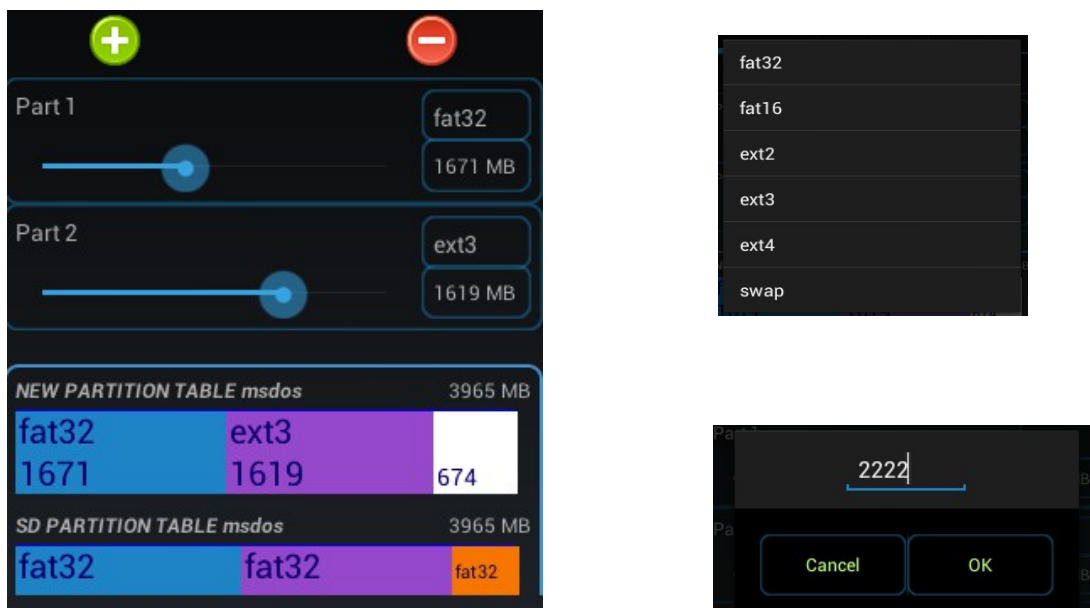 Part 1
fat32
1671 MB
Part 2
ext3
1619 MB
NEW PARTITION TABLE msdos 3965 MB
fat32 ext3
1671 1619 674
SD PARTITION TABLE msdos 3965 MB
fat32 fat32 fat32
fat32
fat16
ext2
ext3
ext4
swap
2222
Cancel OK